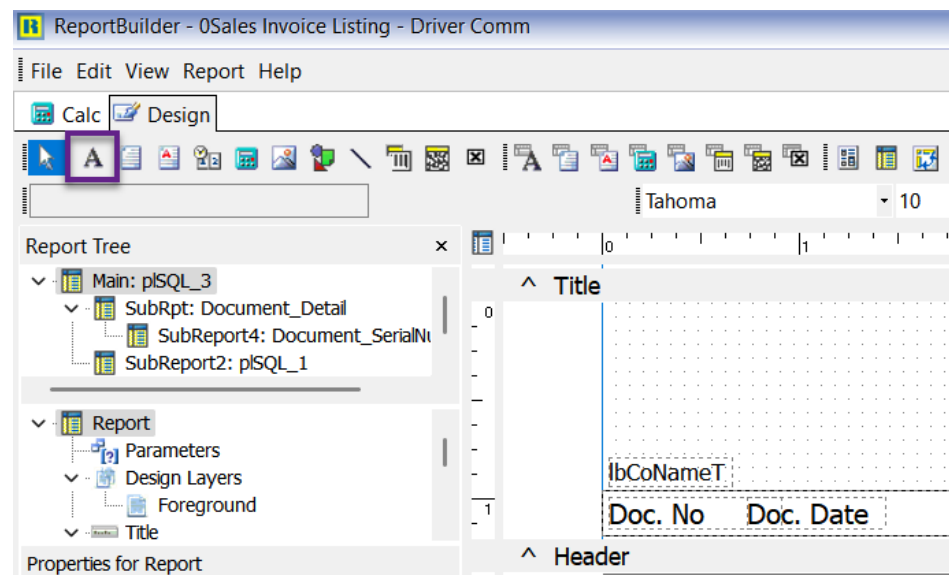 ReportBuilder - 0Sales Invoice Listing - Driver Comm
File Edit View Report Help
Calc Design
A
Tahoma 10
Report Tree
Main: plSQL_3
SubRpt: Document_Detail
SubReport4: Document_SerialNu
SubReport2: plSQL_1
Report
Parameters
Design Layers
Foreground
Title
Properties for Report
0 1
^ Title
0
lbCoNameT
1
Doc. No Doc. Date
^ Header